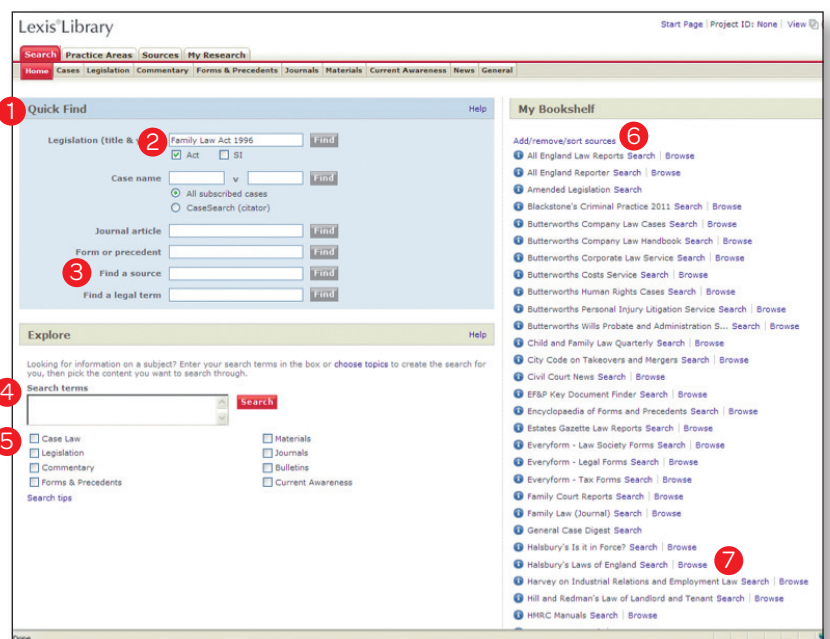 Lexis®Library
Start Page | Project ID: None | View
Search Practice Areas Sources My Research
Home Cases Legislation Commentary Forms & Precedents Journals Materials Current Awareness News General
1 Quick Find Help
Legislation (title & 2 Family Law Act 1996 Find
Act SI
Case name v Find
All subscribed cases
CaseSearch (citator)
Journal article Find
Form or precedent Find
3 Find a source Find
Find a legal term Find
Explore Help
Looking for information on a subject? Enter your search terms in the box or choose topics to create the search for
you, then pick the content you want to search through.
4 Search terms
Search
5 Case Law Materials
Legislation Journals
Commentary Bulletins
Forms & Precedents Current Awareness
Search tips
My Bookshelf
Add/remove/sort sources 6
All England Law Reports Search | Browse
All England Reporter Search | Browse
Amended Legislation Search
Blackstone's Criminal Practice 2011 Search | Browse
Butterworths Company Law Cases Search | Browse
Butterworths Company Law Handbook Search | Browse
Butterworths Corporate Law Service Search | Browse
Butterworths Costs Service Search | Browse
Butterworths Human Rights Cases Search | Browse
Butterworths Personal Injury Litigation Service Search | Browse
Butterworths Wills Probate and Administration S... Search | Browse
Child and Family Law Quarterly Search | Browse
City Code on Takeovers and Mergers Search | Browse
Civil Court News Search | Browse
EF&P Key Document Finder Search | Browse
Encyclopaedia of Forms and Precedents Search | Browse
Estates Gazette Law Reports Search | Browse
Everyform - Law Society Forms Search | Browse
Everyform - Legal Forms Search | Browse
Everyform - Tax Forms Search | Browse
Family Court Reports Search | Browse
Family Law (Journal) Search | Browse
General Case Digest Search
Halsbury's Is it in Force? Search | Browse
Halsbury's Laws of England Search | Browse 7
Harvey on Industrial Relations and Employment Law Search | Browse
Hill and Redman's Law of Landlord and Tenant Search | Browse
HMRC Manuals Search | Browse
Done